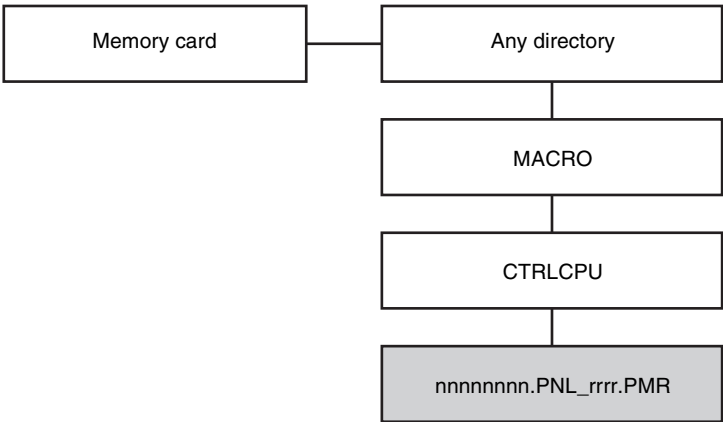 Memory card
Any directory
MACRO
CTRLCPU
nnnnnnnn.PNL_rrrr.PMR